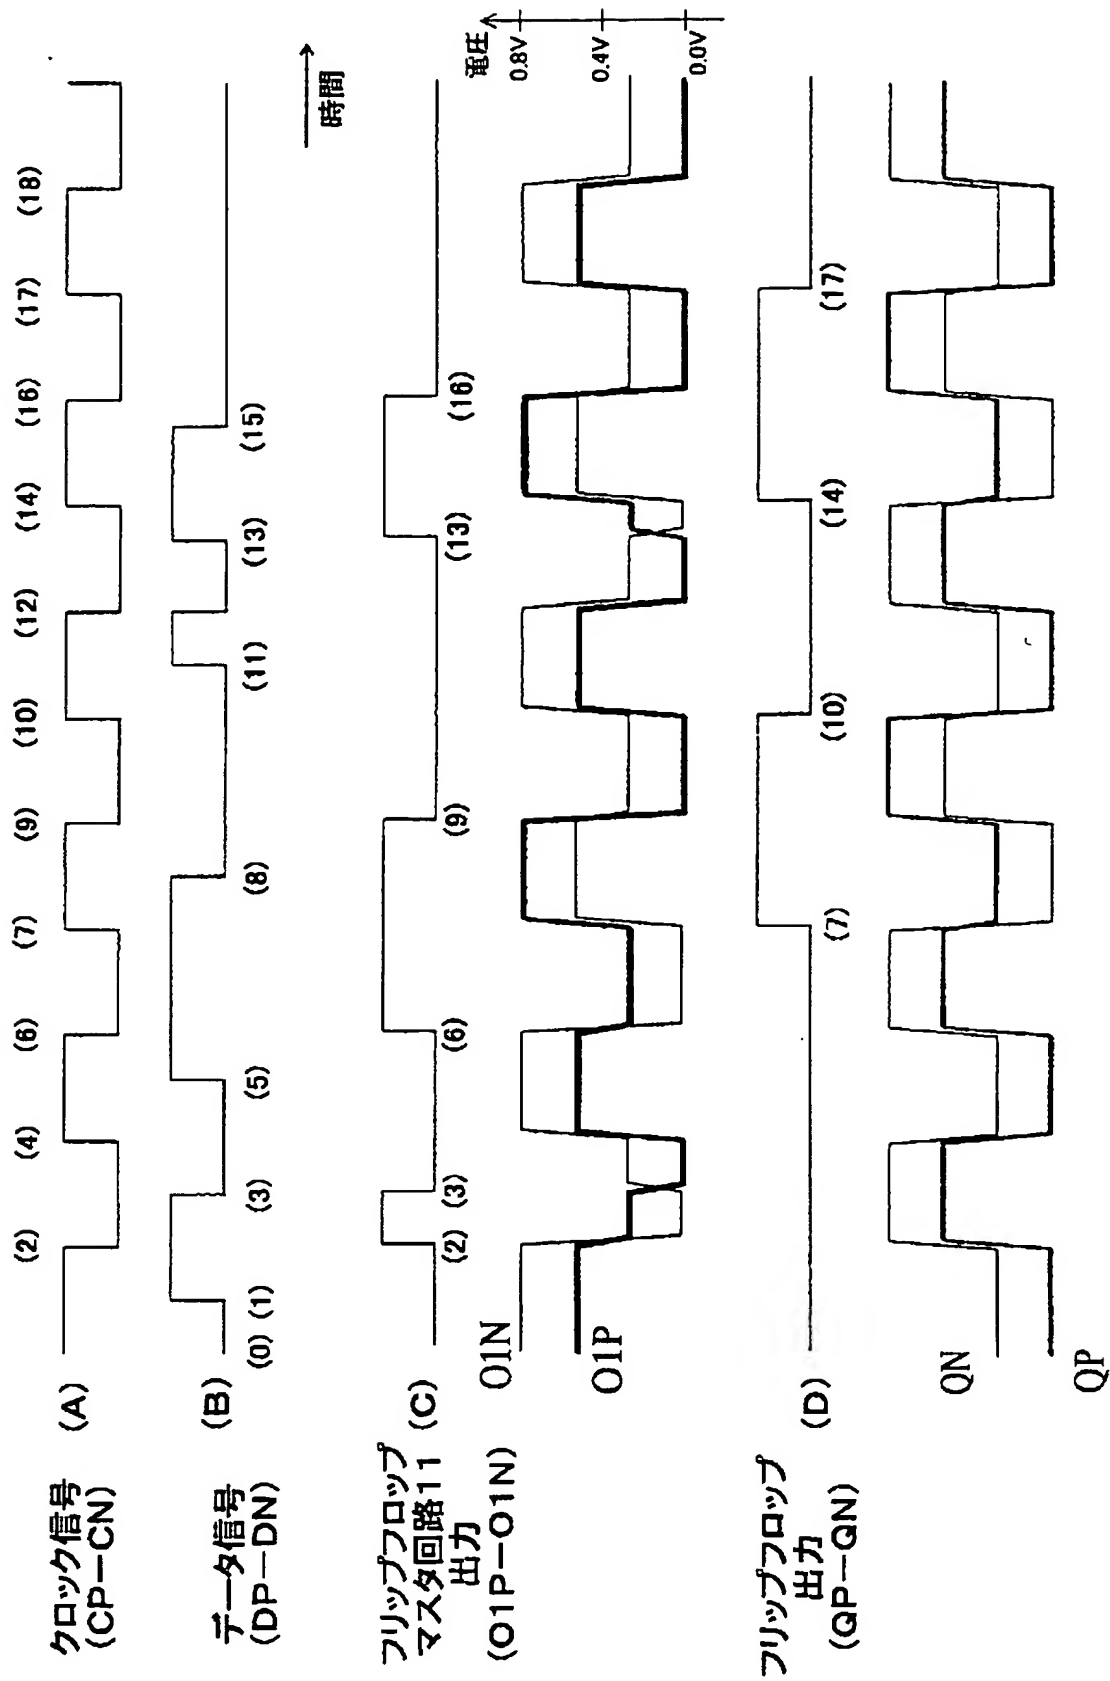 クロック信号
(CP－CN)
(A)
(2) (4) (6) (7) (9) (10) (12) (14) (16) (17) (18)
データ信号
(DP－DN)
(B)
(0) (1) (3) (5) (8) (11) (13) (15)
時間
フリップフロップ
マスタ回路11
出力
(O1P－O1N)
(C)
(2) (3) (6) (9) (13) (16)
O1N
O1P
電圧
0.8V
0.4V
0.0V
フリップフロップ
出力
(QP－QN)
(D)
(7) (10) (14) (17)
QN
QP